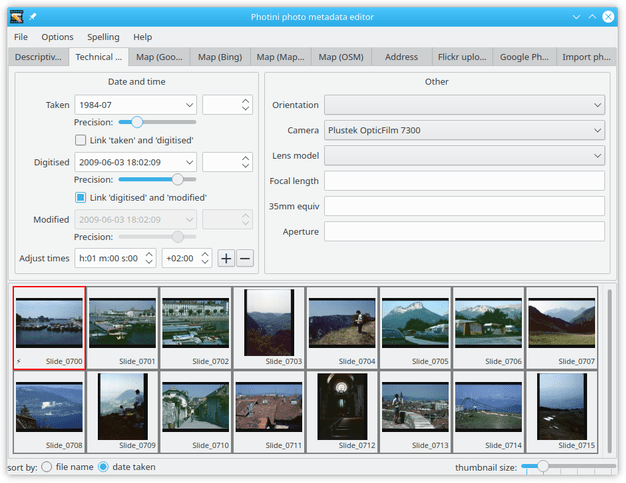 Photini photo metadata editor
File Options Spelling Help
Descriptiv... Technical ... Map (Goo... Map (Bing) Map (Map... Map (OSM) Address Flickr uplo... Google Ph... Import ph...
Date and time
Other
Taken 1984-07
Precision:
Link 'taken' and 'digitised'
Digitised 2009-06-03 18:02:09
Precision:
Link 'digitised' and 'modified'
Modified 2009-06-03 18:02:09
Precision:
Adjust times h:01 m:00 s:00 +02:00
Orientation
Camera Plustek OpticFilm 7300
Lens model
Focal length
35mm equiv
Aperture
Slide_0700 Slide_0701 Slide_0702 Slide_0703 Slide_0704 Slide_0705 Slide_0706 Slide_0707
Slide_0708 Slide_0709 Slide_0710 Slide_0711 Slide_0712 Slide_0713 Slide_0714 Slide_0715
sort by: file name date taken thumbnail size: